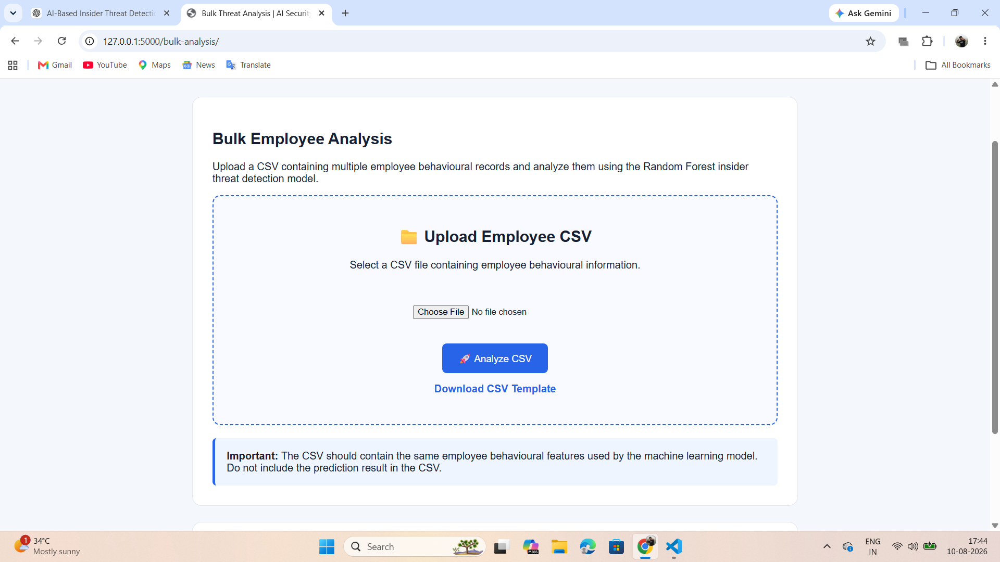 AI-Based Insider Threat Detectio
Bulk Threat Analysis | AI Security
Ask Gemini
127.0.0.1:5000/bulk-analysis/
Gmail
YouTube
Maps
News
Translate
All Bookmarks
Bulk Employee Analysis
Upload a CSV containing multiple employee behavioural records and analyze them using the Random Forest insider
threat detection model.
Upload Employee CSV
Select a CSV file containing employee behavioural information.
Choose File No file chosen
Analyze CSV
Download CSV Template
Important: The CSV should contain the same employee behavioural features used by the machine learning model.
Do not include the prediction result in the CSV.
1
34°C
Mostly sunny
Search
M365
ENG
IN
17:44
10-08-2026